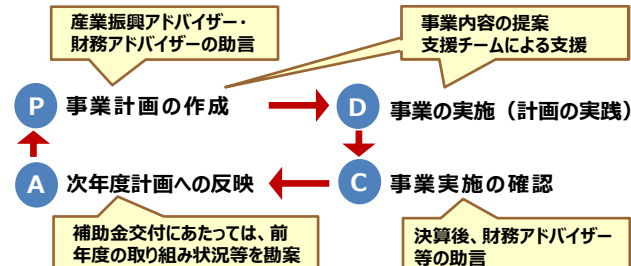 産業振興アドバイザー・
財務アドバイザーの助言
事業内容の提案
支援チームによる支援
P 事業計画の作成
D 事業の実施（計画の実践）
A 次年度計画への反映
C 事業実施の確認
補助金交付にあたっては、前
年度の取り組み状況等を勘案
決算後、財務アドバイザー
等の助言